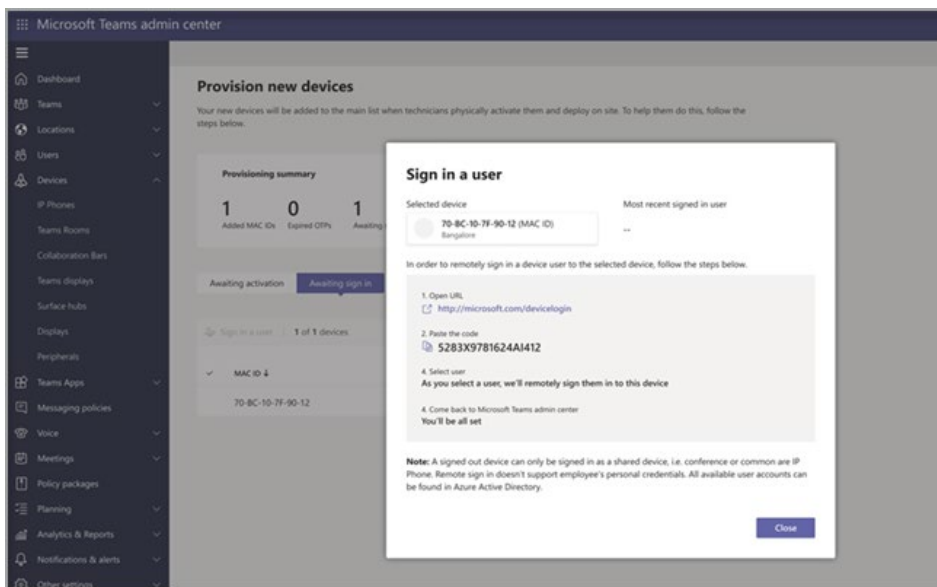 Microsoft Teams admin center
Dashboard
Teams
Locations
Users
Devices
IP Phones
Teams Rooms
Collaboration Bars
Teams displays
Surface hubs
Displays
Peripherals
Teams Apps
Messaging policies
Voice
Meetings
Policy packages
Planning
Analytics & Reports
Notifications & alerts
Other settings
Provision new devices
Your new devices will be added to the main list when technicians physically activate them and deploy on site. To help them do this, follow the
steps below.
Provisioning summary
1
Added MAC IDs
0
Expired OTPs
1
Awaiting
Awaiting activation
Awaiting sign in
Sign in a user
1 of 1 devices
MAC ID ↓
70-BC-10-7F-90-12
Sign in a user
Selected device
70-BC-10-7F-90-12 (MAC ID)
Bangalore
Most recent signed in user
--
In order to remotely sign in a device user to the selected device, follow the steps below.
1. Open URL
http://microsoft.com/devicelogin
2. Paste the code
5283X9781624AI412
4. Select user
As you select a user, we'll remotely sign them in to this device
4. Come back to Microsoft Teams admin center
You'll be all set
Note: A signed out device can only be signed in as a shared device, i.e. conference or common are IP
Phone. Remote sign in doesn't support employee's personal credentials. All available user accounts can
be found in Azure Active Directory.
Close